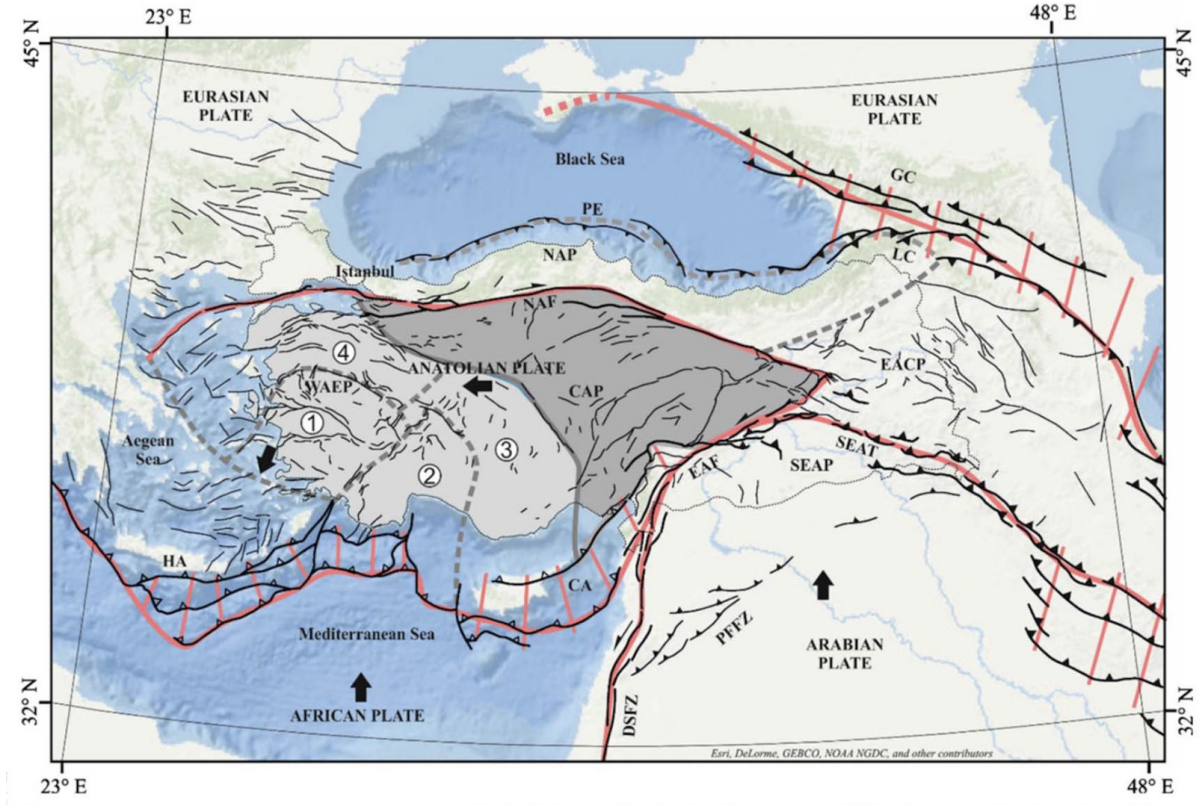 23° E
48° E
45° N
45° N
EURASIAN
PLATE
EURASIAN
PLATE
Black Sea
GC
PE
NAP
LC
Istanbul
NAF
④
ANATOLIAN PLATE
EACP
WAEP
CAP
①
③
Aegean
Sea
②
SEAT
EAF
SEAP
HA
CA
Mediterranean Sea
PFFZ
ARABIAN
PLATE
32° N
AFRICAN PLATE
DSFZ
32° N
Esri, DeLorme, GEBCO, NOAA NGDC, and other contributors
23° E
48° E